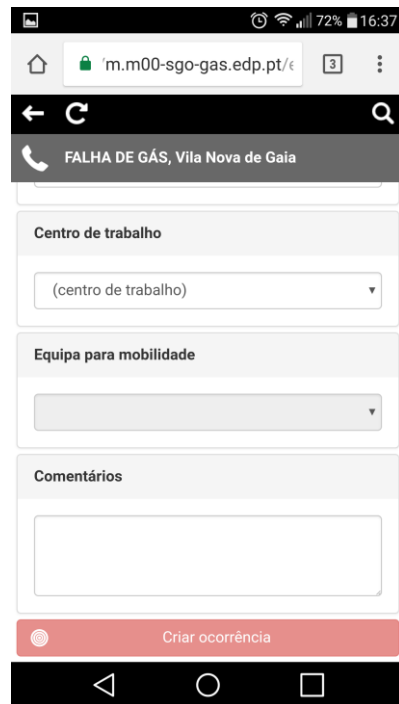 72% 16:37
'm.m00-sgo-gas.edp.pt/e 3
FALHA DE GÁS, Vila Nova de Gaia
Centro de trabalho
(centro de trabalho)
Equipa para mobilidade
Comentários
Criar ocorrência